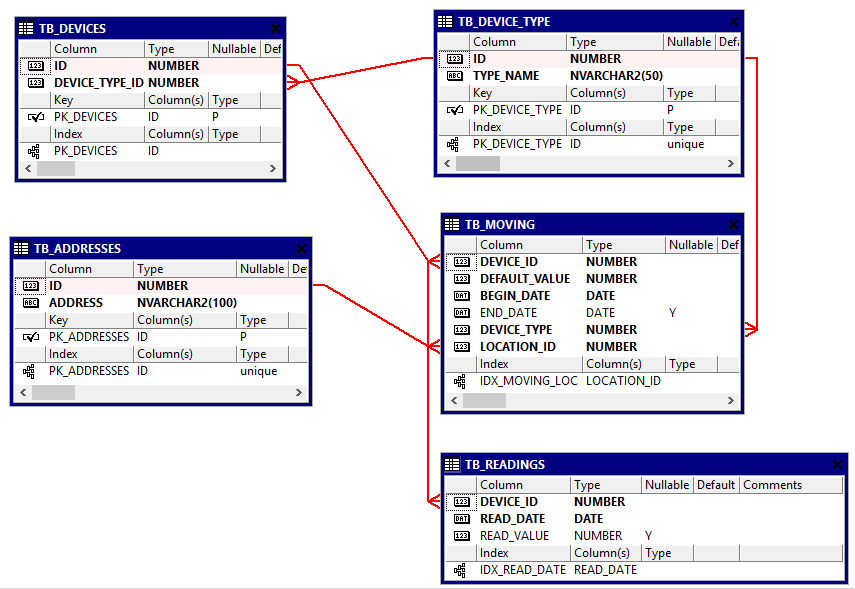 TB_DEVICES
Column Type Nullable Def
ID NUMBER
DEVICE_TYPE_ID NUMBER
Key Column(s) Type
PK_DEVICES ID P
Index Column(s) Type
PK_DEVICES ID
TB_DEVICE_TYPE
Column Type Nullable Defa
ID NUMBER
TYPE_NAME NVARCHAR2(50)
Key Column(s) Type
PK_DEVICE_TYPE ID P
Index Column(s) Type
PK_DEVICE_TYPE ID unique
TB_ADDRESSES
Column Type Nullable De
ID NUMBER
ADDRESS NVARCHAR2(100)
Key Column(s) Type
PK_ADDRESSES ID P
Index Column(s) Type
PK_ADDRESSES ID unique
TB_MOVING
Column Type Nullable Def
DEVICE_ID NUMBER
DEFAULT_VALUE NUMBER
BEGIN_DATE DATE
END_DATE DATE Y
DEVICE_TYPE NUMBER
LOCATION_ID NUMBER
Index Column(s) Type
IDX_MOVING_LOC LOCATION_ID
TB_READINGS
Column Type Nullable Default Comments
DEVICE_ID NUMBER
READ_DATE DATE
READ_VALUE NUMBER Y
Index Column(s) Type
IDX_READ_DATE READ_DATE